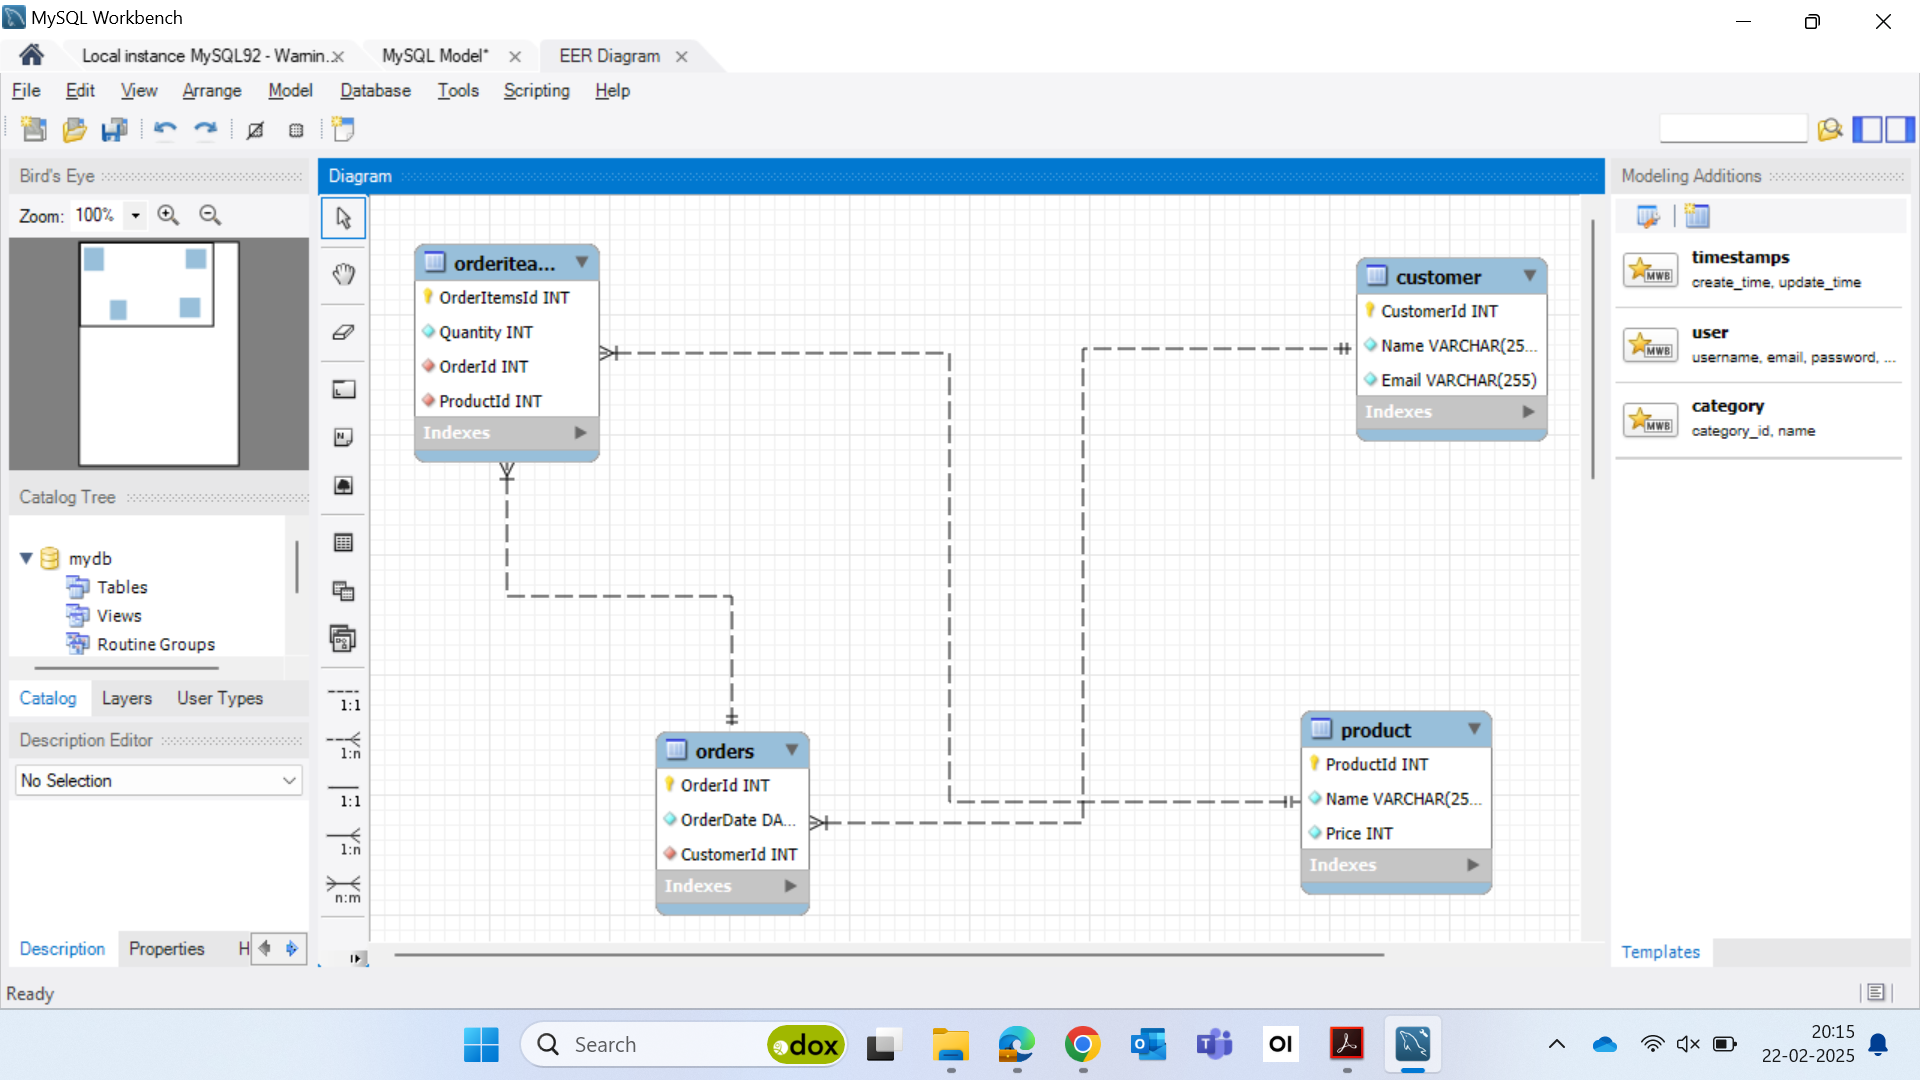 MySQL Workbench
Local instance MySQL92 - Warnin...
MySQL Model*
EER Diagram
File Edit View Arrange Model Database Tools Scripting Help
Bird's Eye
Zoom: 100%
Diagram
Modeling Additions
orderitea...
OrderItemsId INT
Quantity INT
OrderId INT
ProductId INT
Indexes
customer
CustomerId INT
Name VARCHAR(25...
Email VARCHAR(255)
Indexes
MWB
timestamps
create_time, update_time
MWB
user
username, email, password, ...
MWB
category
category_id, name
Catalog Tree
mydb
Tables
Views
Routine Groups
Catalog Layers User Types
Description Editor
No Selection
1:1
1:n
1:1
1:n
n:m
orders
OrderId INT
OrderDate DA...
CustomerId INT
Indexes
product
ProductId INT
Name VARCHAR(25...
Price INT
Indexes
Description Properties H
Templates
Ready
Search
dox
OI
20:15
22-02-2025